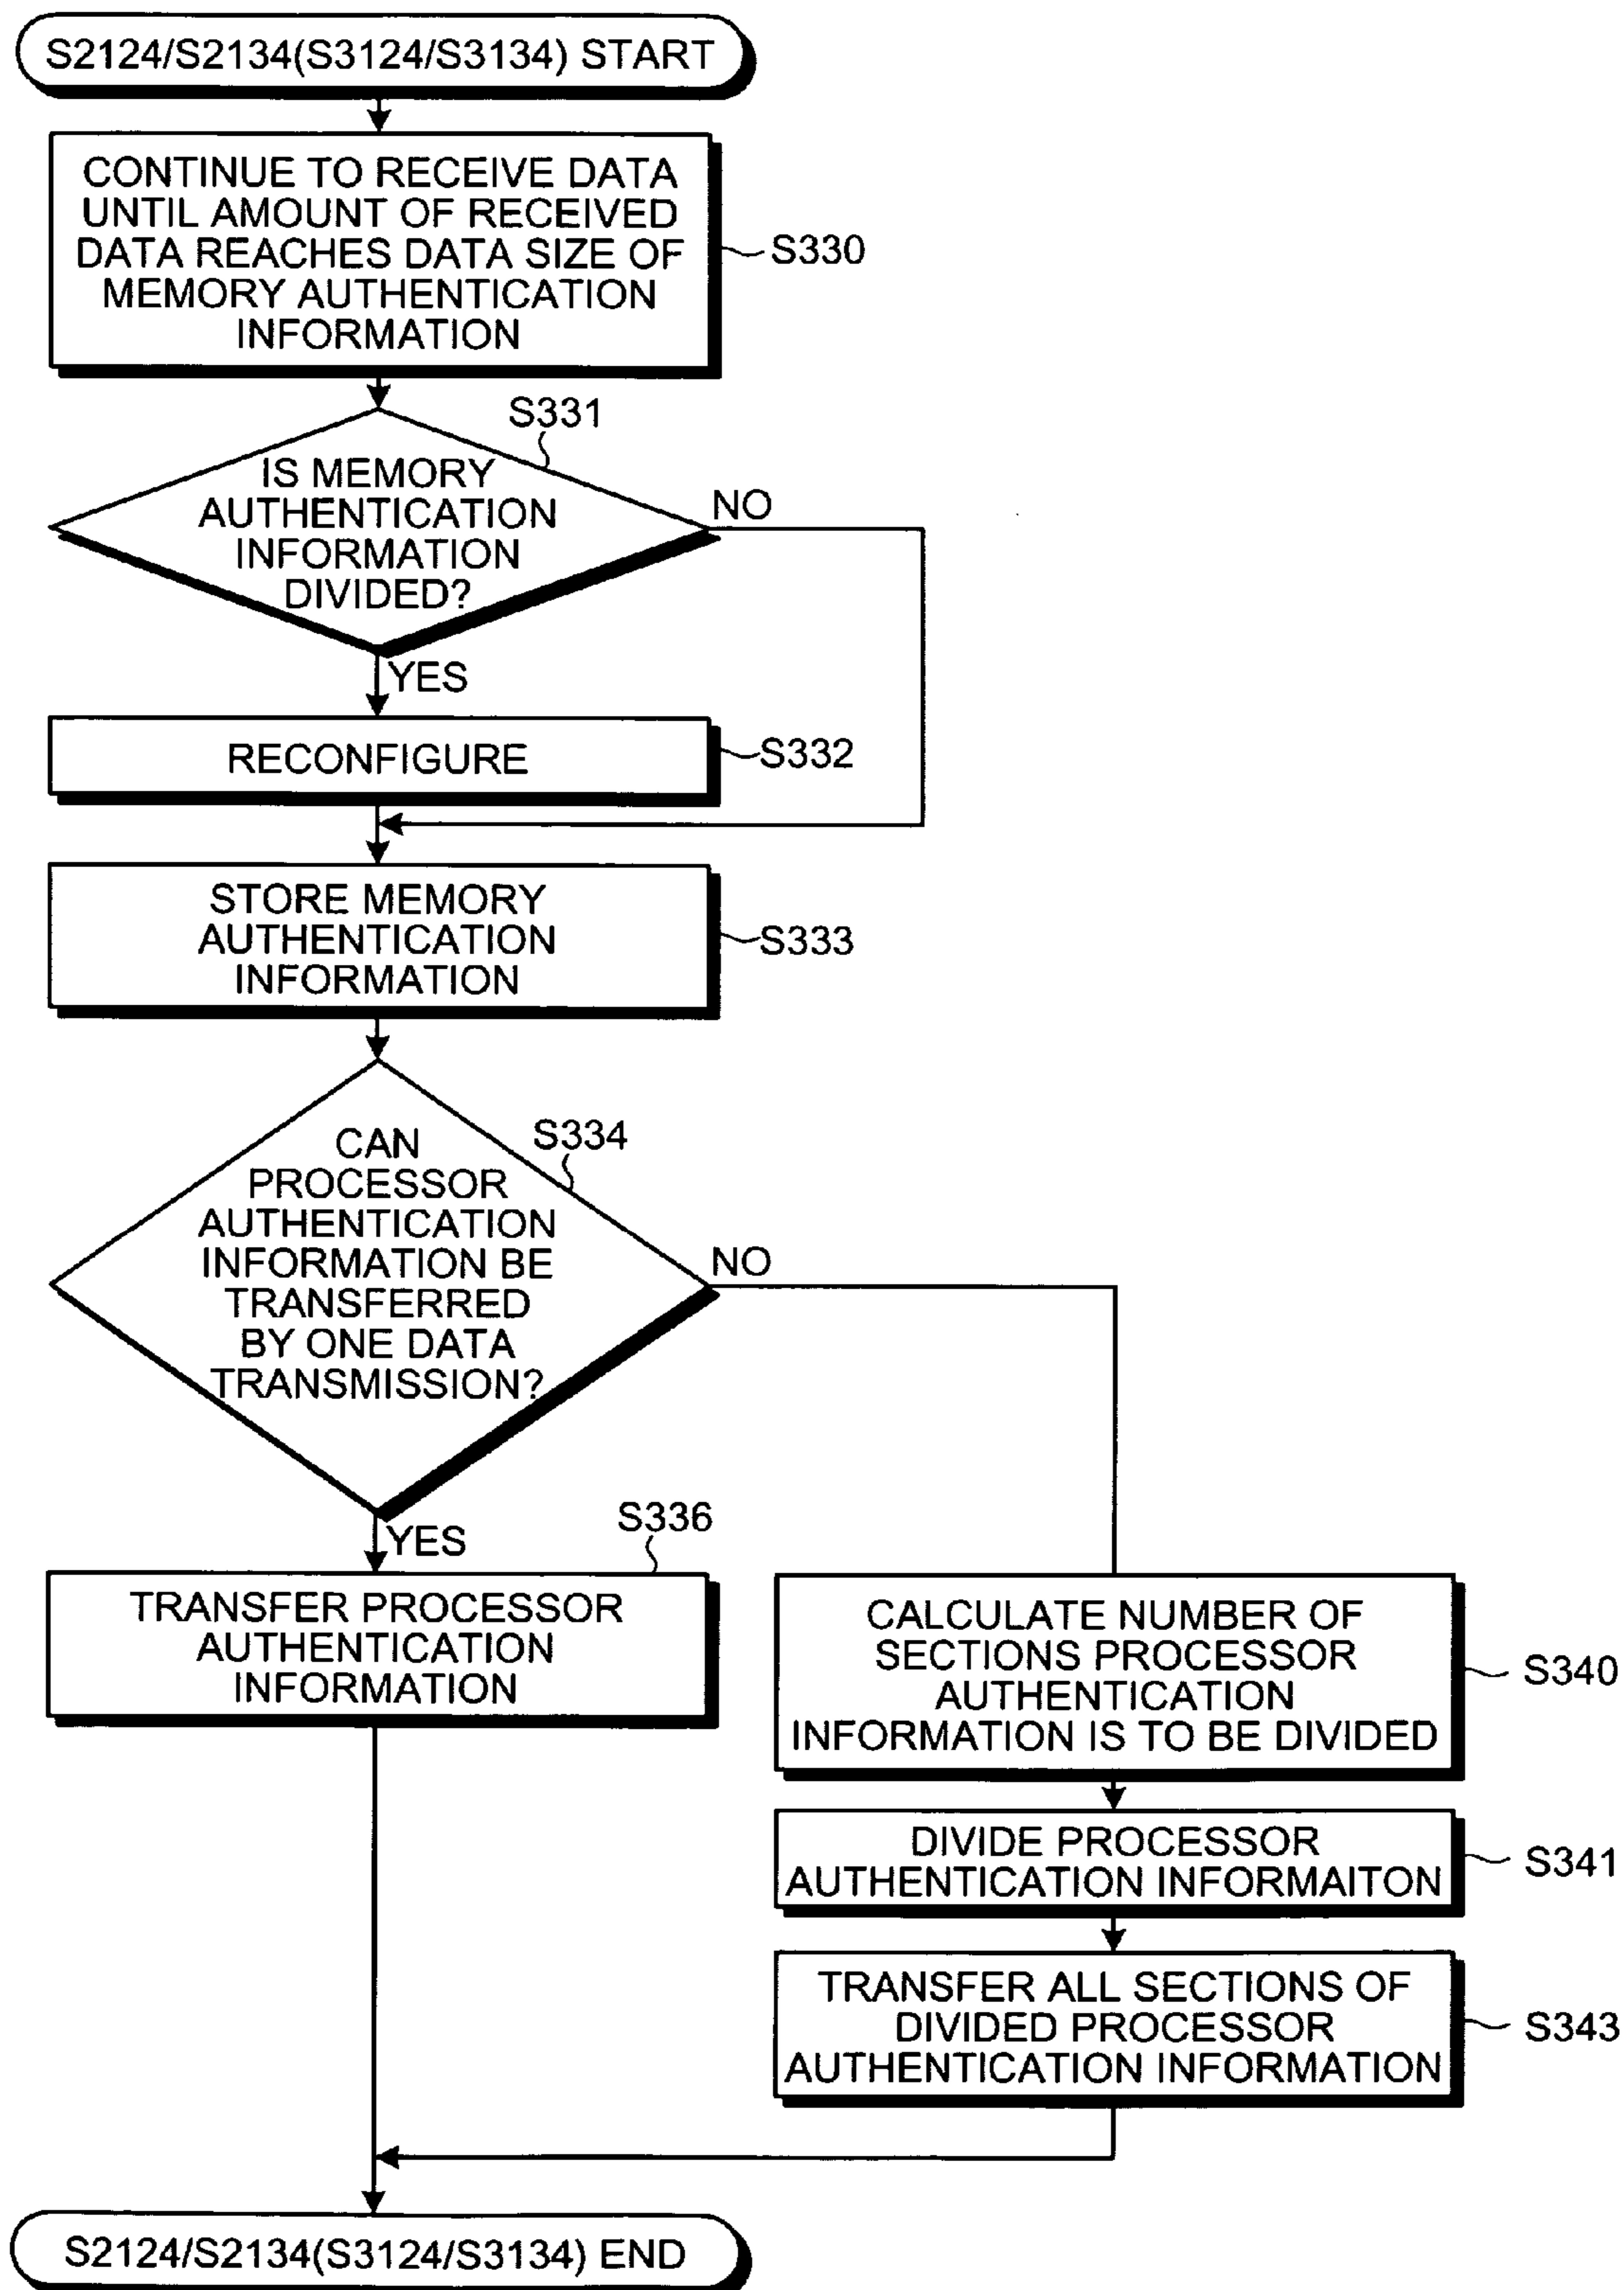 S2124/S2134(S3124/S3134) START
CONTINUE TO RECEIVE DATA
UNTIL AMOUNT OF RECEIVED
DATA REACHES DATA SIZE OF
MEMORY AUTHENTICATION
INFORMATION
S330
S331
IS MEMORY
AUTHENTICATION
INFORMATION
DIVIDED?
NO
YES
RECONFIGURE
S332
STORE MEMORY
AUTHENTICATION
INFORMATION
S333
S334
CAN
PROCESSOR
AUTHENTICATION
INFORMATION BE
TRANSFERRED
BY ONE DATA
TRANSMISSION?
NO
YES
S336
TRANSFER PROCESSOR
AUTHENTICATION
INFORMATION
CALCULATE NUMBER OF
SECTIONS PROCESSOR
AUTHENTICATION
INFORMATION IS TO BE DIVIDED
S340
DIVIDE PROCESSOR
AUTHENTICATION INFORMAITON
S341
TRANSFER ALL SECTIONS OF
DIVIDED PROCESSOR
AUTHENTICATION INFORMATION
S343
S2124/S2134(S3124/S3134) END